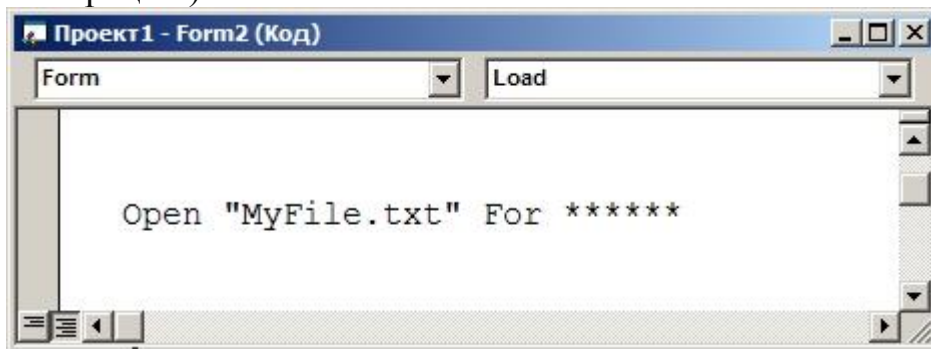 Проект1 - Form2 (Код)
Form Load
Open "MyFile.txt" For ******